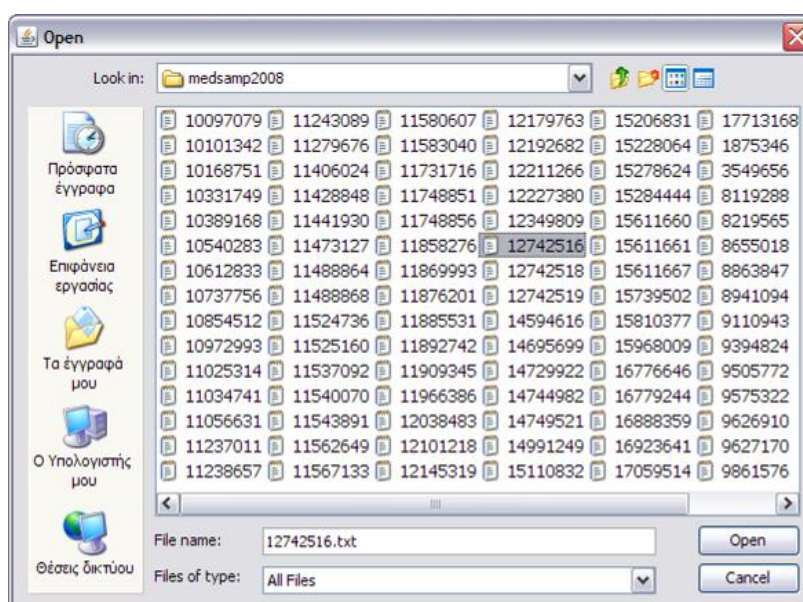 Open
Look in:
medsamp2008
Πρόσφατα
έγγραφα
Επιφάνεια
εργασίας
Τα έγγραφά
μου
Ο Υπολογιστής
μου
Θέσεις δικτύου
10097079 11243089 11580607 12179763 15206831 17713168
10101342 11279676 11583040 12192682 15228064 1875346
10168751 11406024 11731716 12211266 15278624 3549656
10331749 11428848 11748851 12227380 15284444 8119288
10389168 11441930 11748856 12349809 15611660 8219565
10540283 11473127 11858276 12742516 15611661 8655018
10612833 11488864 11869993 12742518 15611667 8863847
10737756 11488868 11876201 12742519 15739502 8941094
10854512 11524736 11885531 14594616 15810377 9110943
10972993 11525160 11892742 14695699 15968009 9394824
11025314 11537092 11909345 14729922 16776646 9505772
11034741 11540070 11966386 14744982 16779244 9575322
11056631 11543891 12038483 14749521 16888359 9626910
11237011 11562649 12101218 14991249 16923641 9627170
11238657 11567133 12145319 15110832 17059514 9861576
File name:
12742516.txt
Open
Files of type:
All Files
Cancel